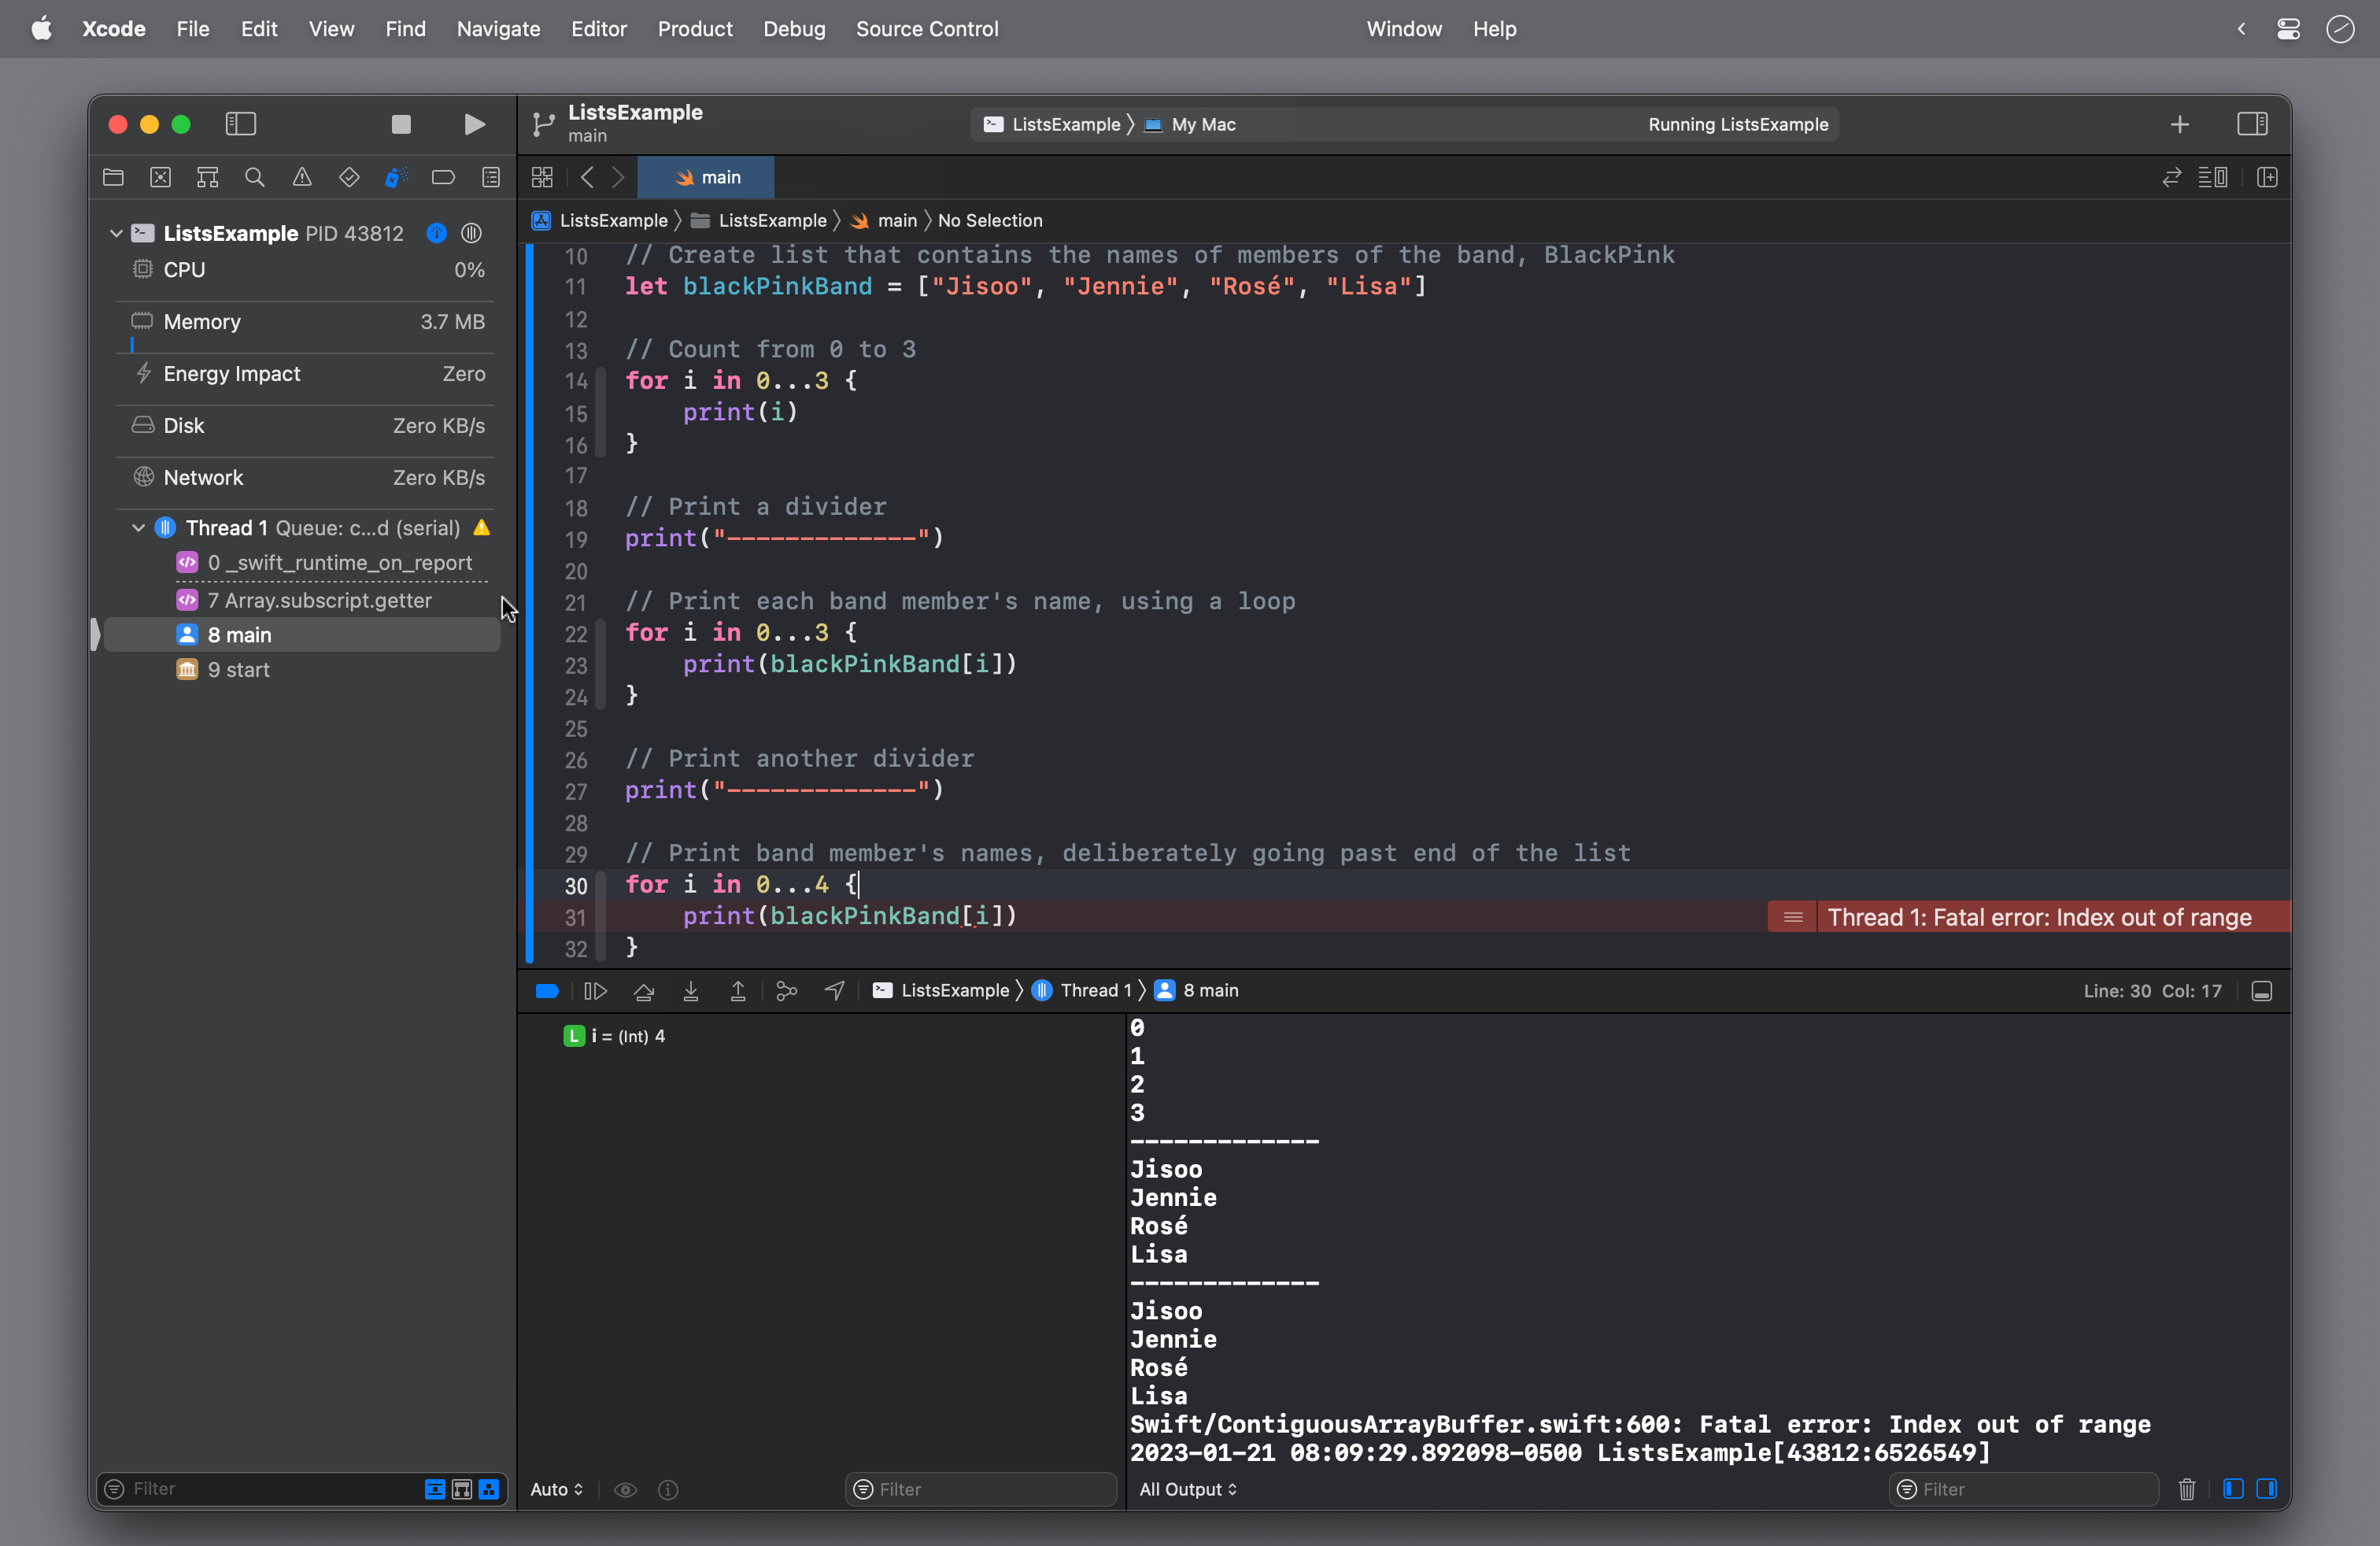 Xcode File Edit View Find Navigate Editor Product Debug Source Control Window Help
ListsExample
main
ListsExample My Mac
Running ListsExample
main
ListsExample ListsExample main No Selection
ListsExample PID 43812
CPU 0%
Memory 3.7 MB
Energy Impact Zero
Disk Zero KB/s
Network Zero KB/s
Thread 1 Queue: c...d (serial)
0 _swift_runtime_on_report
7 Array.subscript.getter
8 main
9 start
Filter
10 // Create list that contains the names of members of the band, BlackPink
11 let blackPinkBand = ["Jisoo", "Jennie", "Rosé", "Lisa"]
12
13 // Count from 0 to 3
14 for i in 0...3 {
15     print(i)
16 }
17
18 // Print a divider
19 print("-------------")
20
21 // Print each band member's name, using a loop
22 for i in 0...3 {
23     print(blackPinkBand[i])
24 }
25
26 // Print another divider
27 print("-------------")
28
29 // Print band member's names, deliberately going past end of the list
30 for i in 0...4 {
31     print(blackPinkBand[i])
Thread 1: Fatal error: Index out of range
32 }
ListsExample Thread 1 8 main
Line: 30 Col: 17
L i = (Int) 4
Auto
Filter
0
1
2
3
-------------
Jisoo
Jennie
Rosé
Lisa
-------------
Jisoo
Jennie
Rosé
Lisa
Swift/ContiguousArrayBuffer.swift:600: Fatal error: Index out of range
2023-01-21 08:09:29.892098-0500 ListsExample[43812:6526549]
All Output
Filter